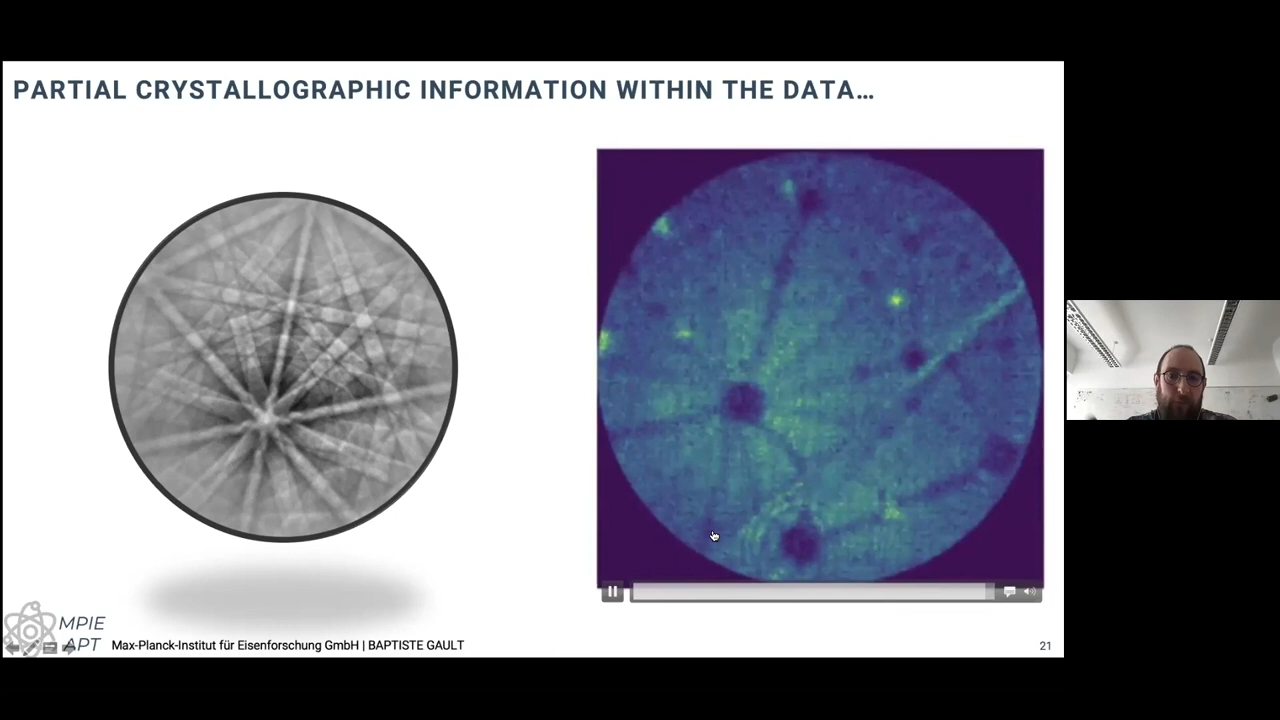 PARTIAL CRYSTALLOGRAPHIC INFORMATION WITHIN THE DATA…
MPIE
APT
Max-Planck-Institut für Eisenforschung GmbH | BAPTISTE GAULT
21